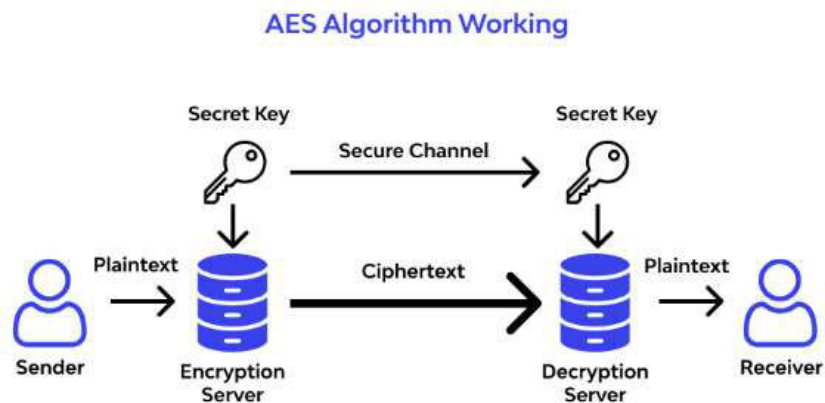 AES Algorithm Working
Secret Key
Secret Key
Secure Channel
Plaintext
Ciphertext
Plaintext
Sender
Encryption
Server
Decryption
Server
Receiver